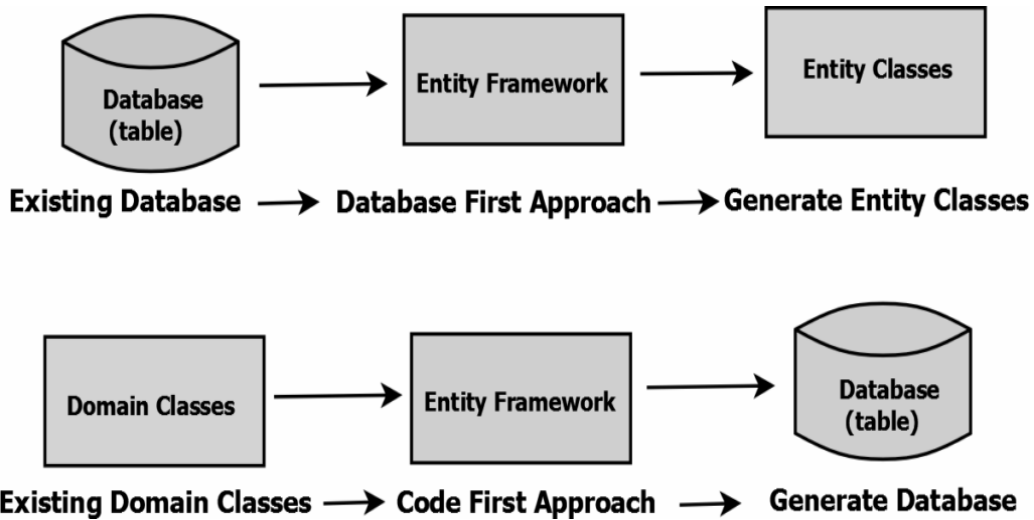 Database
(table)
Entity Framework
Entity Classes
Existing Database
Database First Approach
Generate Entity Classes
Domain Classes
Entity Framework
Database
(table)
Existing Domain Classes
Code First Approach
Generate Database